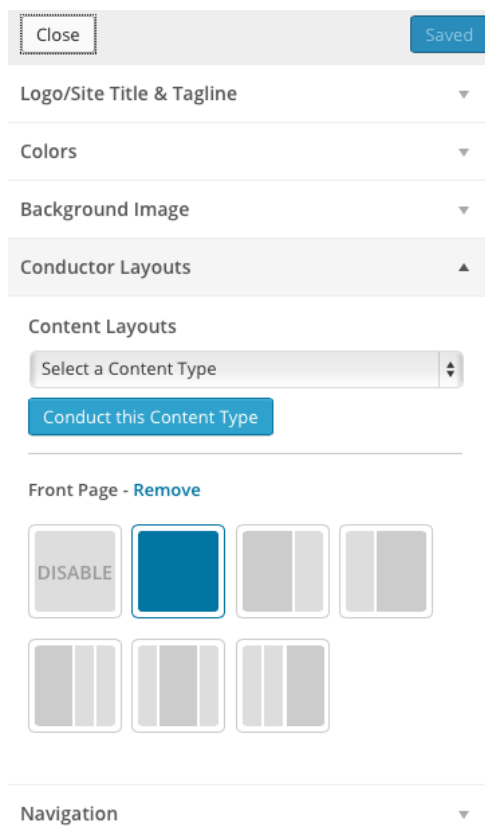 Close
Saved
Logo/Site Title & Tagline
Colors
Background Image
Conductor Layouts
Content Layouts
Select a Content Type
Conduct this Content Type
Front Page - Remove
DISABLE
Navigation